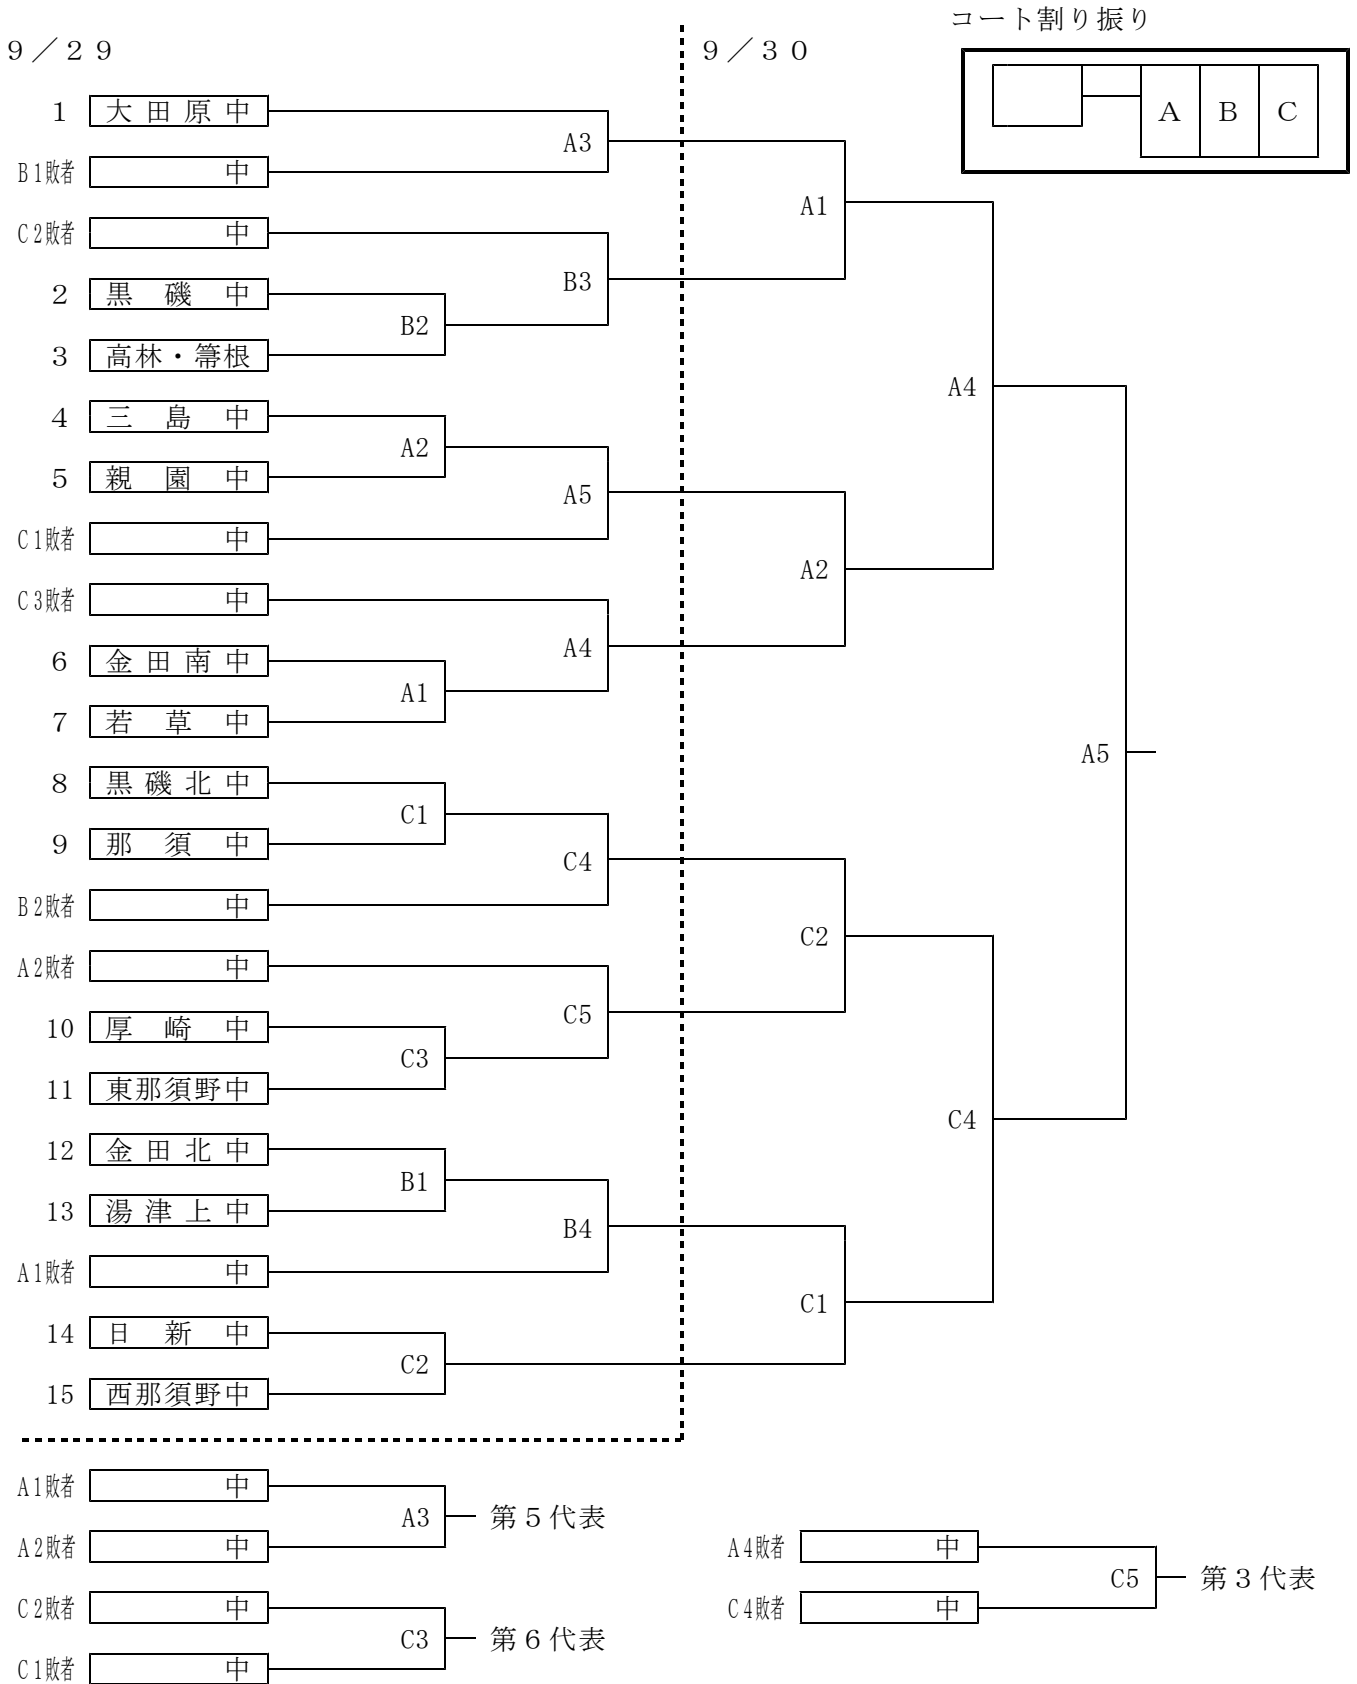 コート割り振り
９／２９
９／３０
A B C
1 大田原中
A3
B1敗者 中
A1
C2敗者 中
B3
2 黒磯中
B2
3 高林・箒根
A4
4 三島中
A2
5 親園中
A5
C1敗者 中
A2
C3敗者 中
A4
6 金田南中
A1
7 若草中
A5
8 黒磯北中
C1
9 那須中
C4
B2敗者 中
C2
A2敗者 中
C5
10 厚崎中
C3
11 東那須野中
C4
12 金田北中
B1
13 湯津上中
B4
A1敗者 中
C1
14 日新中
C2
15 西那須野中
A1敗者 中
A3 第５代表
A2敗者 中
A4敗者 中
C5 第３代表
C2敗者 中
C4敗者 中
C3 第６代表
C1敗者 中